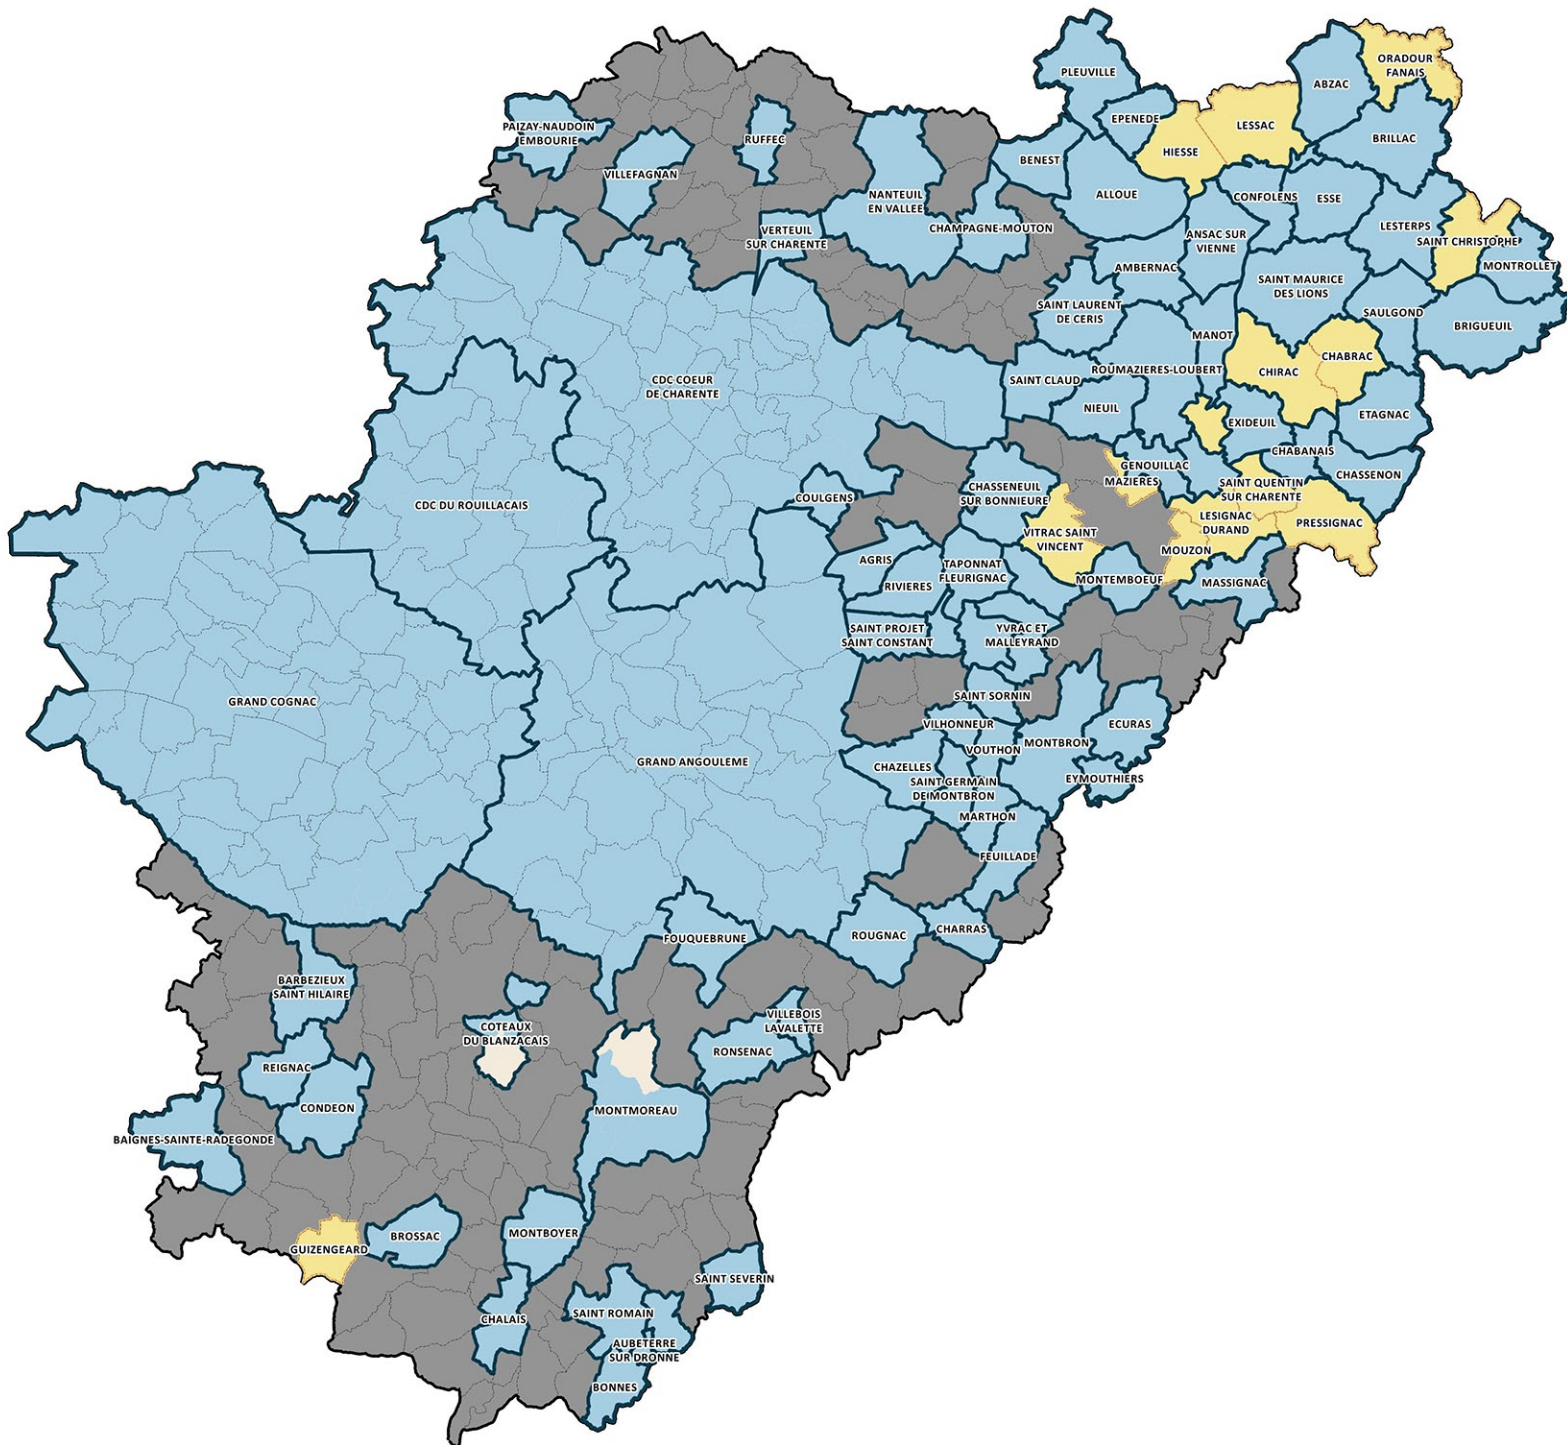 PLEUVILLE
ORADOUR
FANAIS
ABZAC
EPENEDE
LESSAC
PAIZAY-NAUDOIN
EMBOURIE
RUFFEC
BRILLAC
HIESSE
BENEST
VILLEFAGNAN
NANTEUIL
EN VALLEE
ALLOUE
CONFOLENS
ESSE
VERTEUIL
SUR CHARENTE
CHAMPAGNE-MOUTON
ANSAC SUR
VIENNE
LESTERPS
SAINT CHRISTOPHE
MONTROLLET
AMBERNAC
SAINT MAURICE
DES LIONS
SAINT LAURENT
DE CERIS
SAULGOND
BRIGUEUIL
MANOT
CHABRAC
CHIRAC
ROUMAZIERES-LOUBERT
SAINT CLAUD
CDC COEUR
DE CHARENTE
NIEUIL
ETAGNAC
EXIDEUIL
CHABANAIS
GENOUILLAC
MAZIERES
CHASSENON
SAINT QUENTIN
SUR CHARENTE
CHASSENEUIL
SUR BONNIEURE
COULGENS
CDC DU ROUILLACAIS
LESIGNAC
DURAND
PRESSIGNAC
VITRAC SAINT
VINCENT
MOUZON
AGRIS
TAPONNAT
FLEURIGNAC
RIVIERES
MONTEMBOEUF
MASSIGNAC
SAINT PROJET
SAINT CONSTANT
YVRAC ET
MALLEYRAND
SAINT SORNIN
GRAND COGNAC
VILHONNEUR
ECURAS
VOUTHON
MONTBRON
GRAND ANGOULEME
CHAZELLES
EYMOUTHIERS
SAINT GERMAIN
DE MONTBRON
MARTHON
FEUILLADE
FOUQUEBRUNE
ROUGNAC
CHARRAS
BARBEZIEUX
SAINT HILAIRE
VILLEBOIS
LAVALETTE
COTEAUX
DU BLANZACAIS
RONSENAC
REIGNAC
CONDEON
MONTMOREAU
BAIGNES-SAINTE-RADEGONDE
BROSSAC
MONTBOYER
GUIZENGEARD
SAINT SEVERIN
CHALAIS
SAINT ROMAIN
AUBETERRE
SUR DRONNE
BONNES